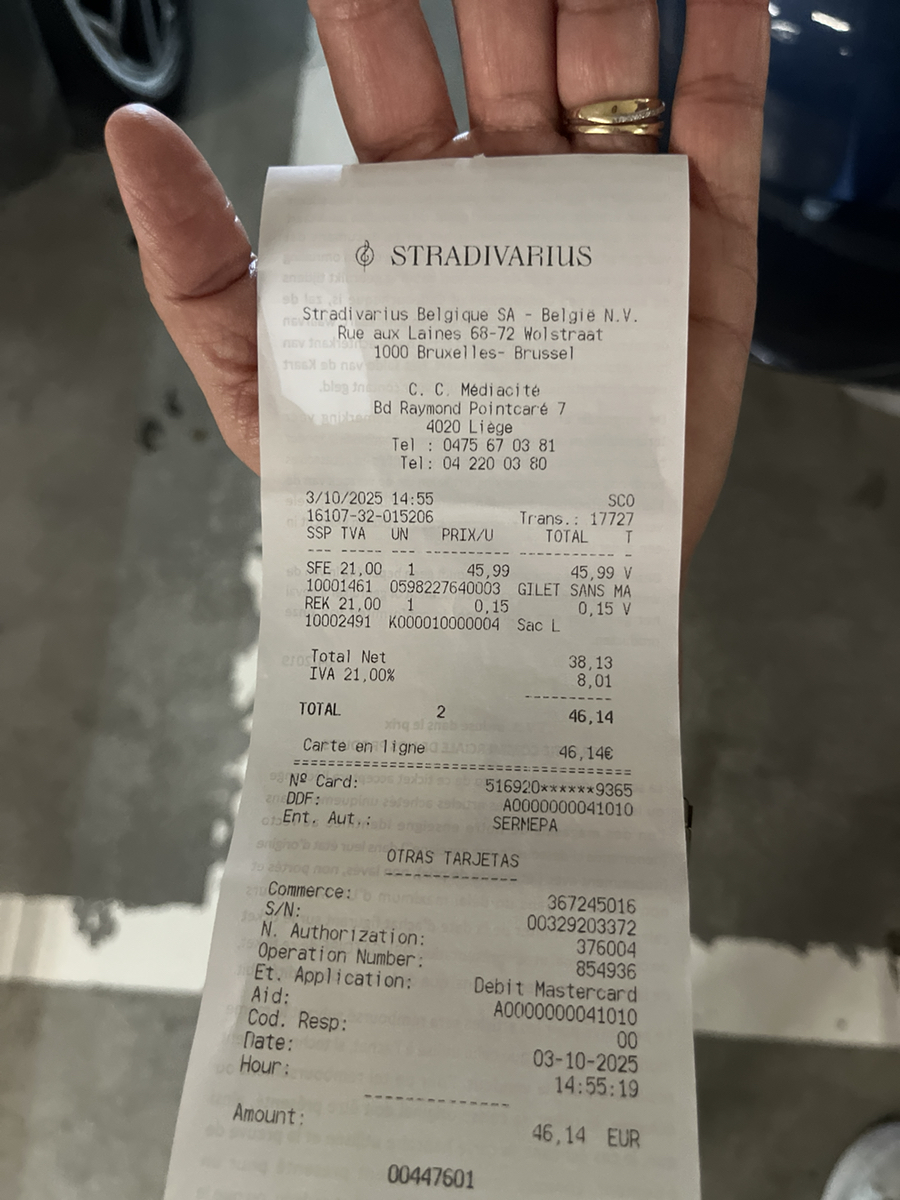 STRADIVARIUS
Stradivarius Belgique SA - België N.V.
Rue aux Laines 68-72 Wolstraat
1000 Bruxelles- Brussel
C. C. Médiacité
Bd Raymond Pointcaré 7
4020 Liège
Tel : 0475 67 03 81
Tel: 04 220 03 80
3/10/2025 14:55 SCO
16107-32-015206 Trans.: 17727
SSP TVA UN PRIX/U TOTAL T
--- ----- --- ---------- ----------- -
SFE 21,00 1 45,99 45,99 V
10001461 0598227640003 GILET SANS MA
REK 21,00 1 0,15 0,15 V
10002491 K000010000004 Sac L
Total Net 38,13
IVA 21,00% 8,01
-----------
TOTAL 2 46,14
Carte en ligne 46,14€
======================================
Nº Card: 516920******9365
DDF: A0000000041010
Ent. Aut.: SERMEPA
OTRAS TARJETAS
--------------
Commerce: 367245016
S/N: 00329203372
N. Authorization: 376004
Operation Number: 854936
Et. Application: Debit Mastercard
Aid: A0000000041010
Cod. Resp: 00
Date: 03-10-2025
Hour: 14:55:19
--------------
Amount: 46,14 EUR
00447601